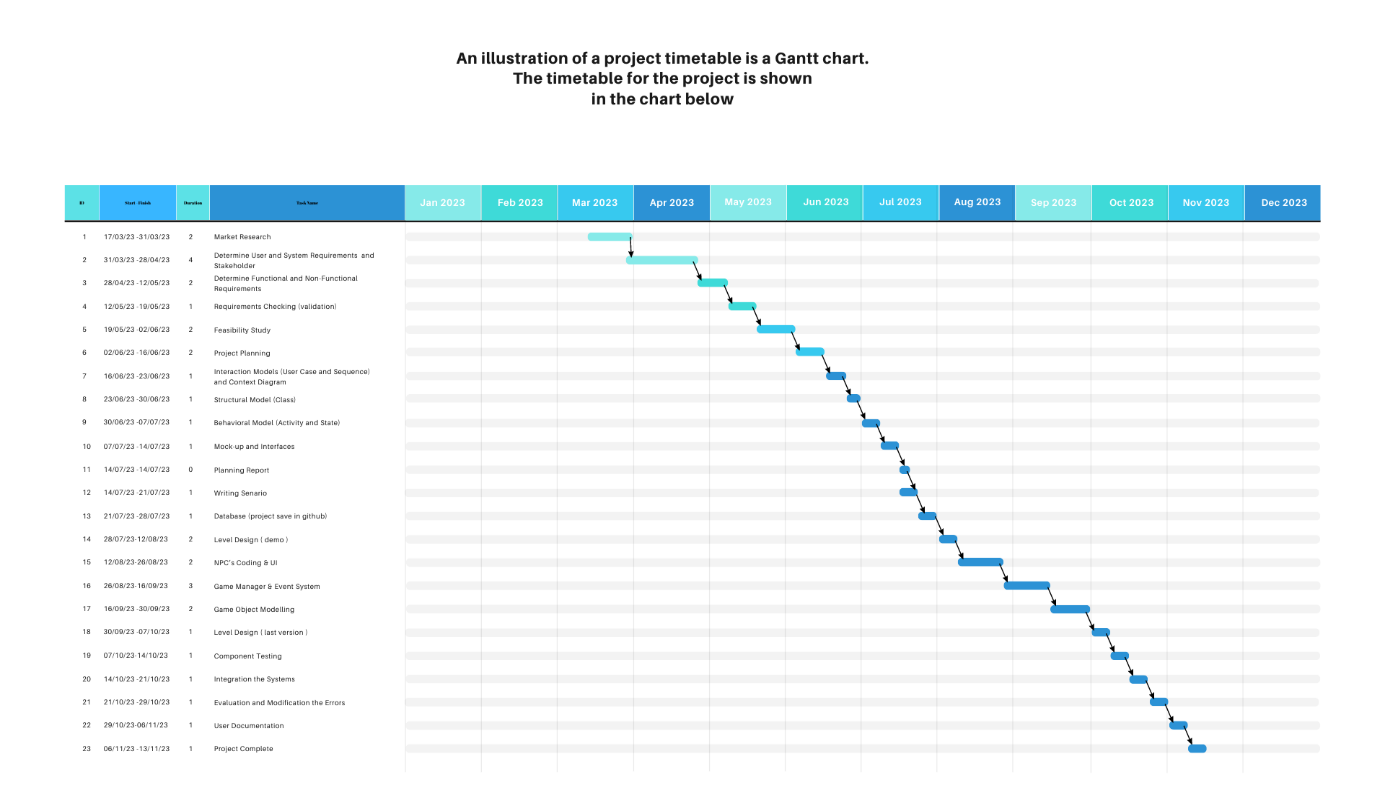 An illustration of a project timetable is a Gantt chart.
The timetable for the project is shown
in the chart below
ID Start - Finish Duration Task Name Jan 2023 Feb 2023 Mar 2023 Apr 2023 May 2023 Jun 2023 Jul 2023 Aug 2023 Sep 2023 Oct 2023 Nov 2023 Dec 2023
1 17/03/23 -31/03/23 2 Market Research
2 31/03/23 -28/04/23 4 Determine User and System Requirements and
Stakeholder
3 28/04/23 -12/05/23 2 Determine Functional and Non-Functional
Requirements
4 12/05/23 -19/05/23 1 Requirements Checking (validation)
5 19/05/23 -02/06/23 2 Feasibility Study
6 02/06/23 -16/06/23 2 Project Planning
7 16/06/23 -23/06/23 1 Interaction Models (User Case and Sequence)
and Context Diagram
8 23/06/23 -30/06/23 1 Structural Model (Class)
9 30/06/23 -07/07/23 1 Behavioral Model (Activity and State)
10 07/07/23 -14/07/23 1 Mock-up and Interfaces
11 14/07/23 -14/07/23 0 Planning Report
12 14/07/23 -21/07/23 1 Writing Senario
13 21/07/23 -28/07/23 1 Database (project save in github)
14 28/07/23-12/08/23 2 Level Design ( demo )
15 12/08/23-26/08/23 2 NPC's Coding & UI
16 26/08/23-16/09/23 3 Game Manager & Event System
17 16/09/23 -30/09/23 2 Game Object Modelling
18 30/09/23 -07/10/23 1 Level Design ( last version )
19 07/10/23-14/10/23 1 Component Testing
20 14/10/23 -21/10/23 1 Integration the Systems
21 21/10/23 -29/10/23 1 Evaluation and Modification the Errors
22 29/10/23-06/11/23 1 User Documentation
23 06/11/23 -13/11/23 1 Project Complete